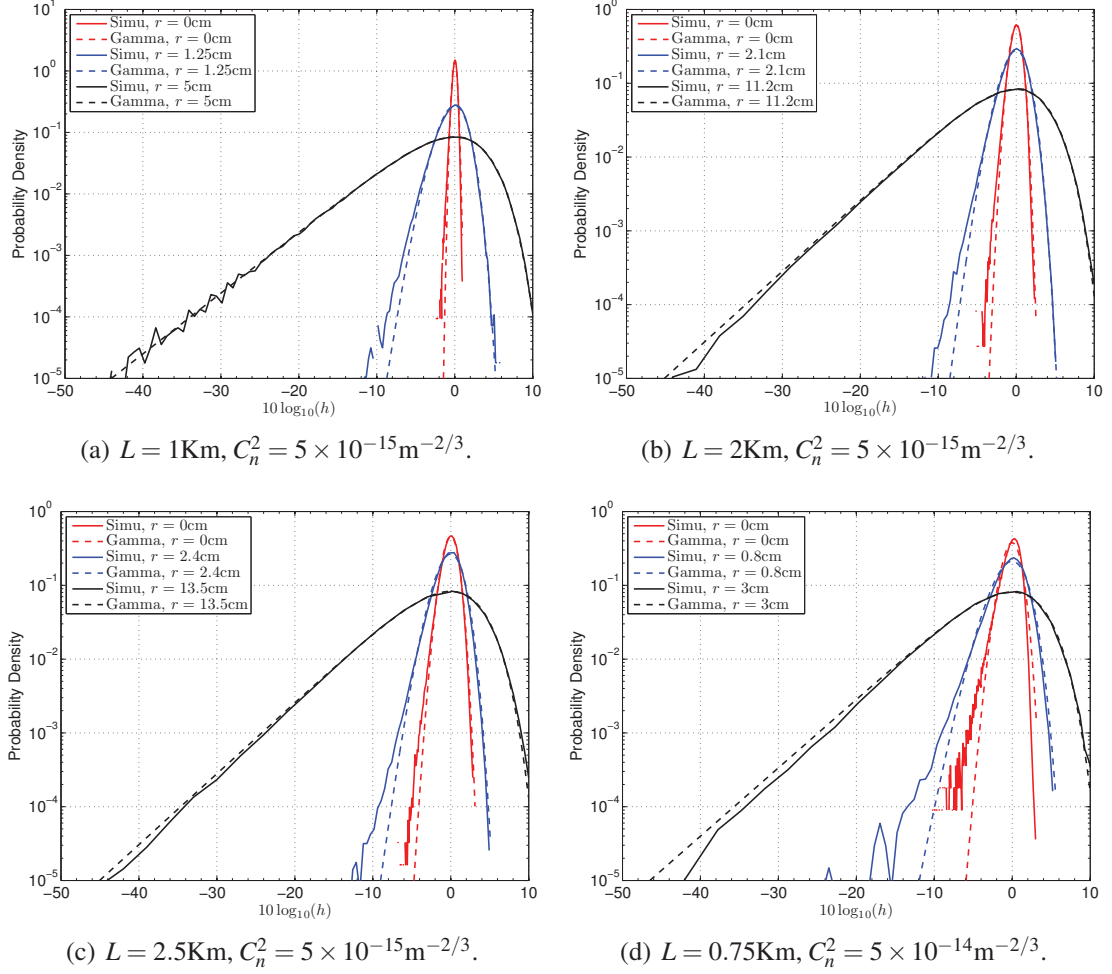 Simu, r = 0cm
Gamma, r = 0cm
Simu, r = 1.25cm
Gamma, r = 1.25cm
Simu, r = 5cm
Gamma, r = 5cm
Probability Density
10^1
10^0
10^-1
10^-2
10^-3
10^-4
10^-5
−50 −40 −30 −20 −10 0 10
10 log10(h)
(a) L = 1Km, C_n^2 = 5 × 10^-15 m^-2/3.
Simu, r = 0cm
Gamma, r = 0cm
Simu, r = 2.1cm
Gamma, r = 2.1cm
Simu, r = 11.2cm
Gamma, r = 11.2cm
Probability Density
10^0
10^-1
10^-2
10^-3
10^-4
10^-5
−50 −40 −30 −20 −10 0 10
10 log10(h)
(b) L = 2Km, C_n^2 = 5 × 10^-15 m^-2/3.
Simu, r = 0cm
Gamma, r = 0cm
Simu, r = 2.4cm
Gamma, r = 2.4cm
Simu, r = 13.5cm
Gamma, r = 13.5cm
Probability Density
10^0
10^-1
10^-2
10^-3
10^-4
10^-5
−50 −40 −30 −20 −10 0 10
10 log10(h)
(c) L = 2.5Km, C_n^2 = 5 × 10^-15 m^-2/3.
Simu, r = 0cm
Gamma, r = 0cm
Simu, r = 0.8cm
Gamma, r = 0.8cm
Simu, r = 3cm
Gamma, r = 3cm
Probability Density
10^0
10^-1
10^-2
10^-3
10^-4
10^-5
−50 −40 −30 −20 −10 0 10
10 log10(h)
(d) L = 0.75Km, C_n^2 = 5 × 10^-14 m^-2/3.